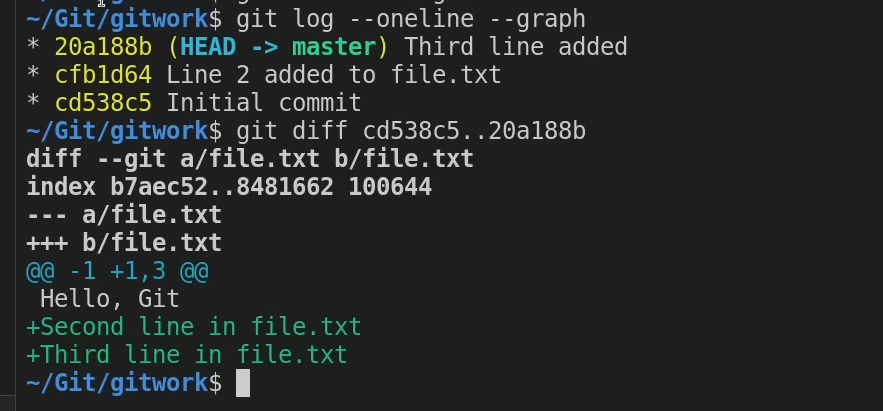 ~/Git/gitwork$ git log --oneline --graph
* 20a188b (HEAD -> master) Third line added
* cfb1d64 Line 2 added to file.txt
* cd538c5 Initial commit
~/Git/gitwork$ git diff cd538c5..20a188b
diff --git a/file.txt b/file.txt
index b7aec52..8481662 100644
--- a/file.txt
+++ b/file.txt
@@ -1 +1,3 @@
 Hello, Git
+Second line in file.txt
+Third line in file.txt
~/Git/gitwork$